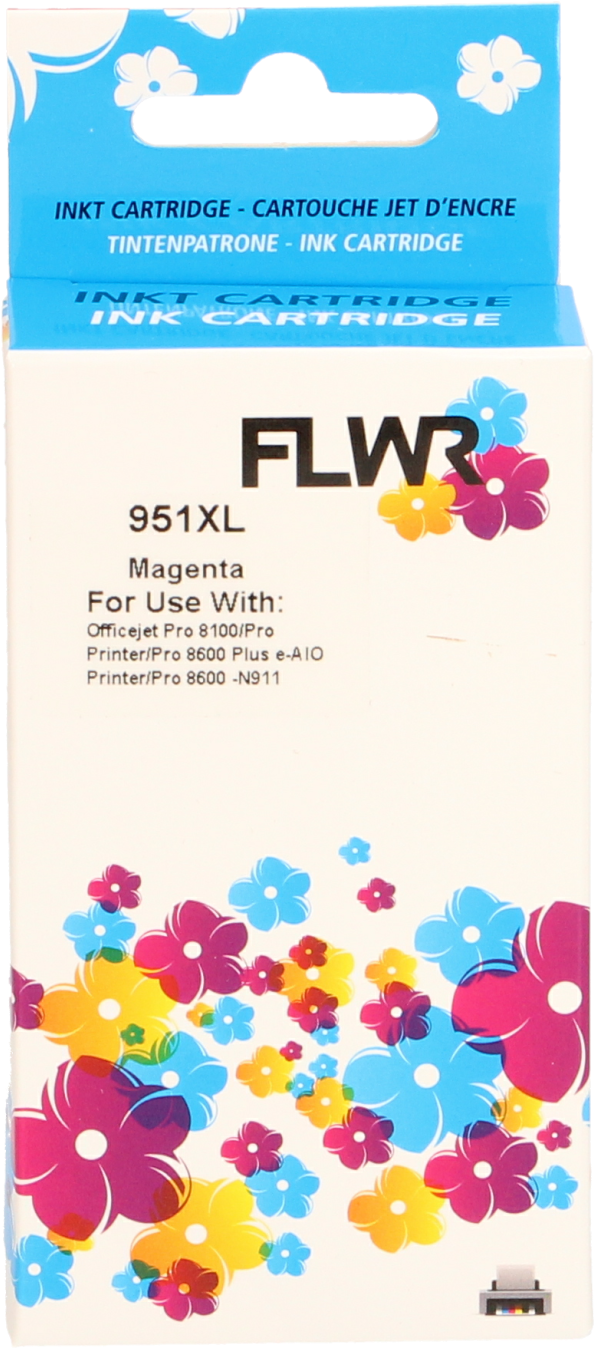 INKT CARTRIDGE - CARTOUCHE JET D'ENCRE
TINTENPATRONE - INK CARTRIDGE
INKT CARTRIDGE
INK CARTRIDGE
FLWR
951XL
Magenta
For Use With:
Officejet Pro 8100/Pro
Printer/Pro 8600 Plus e-AIO
Printer/Pro 8600 -N911